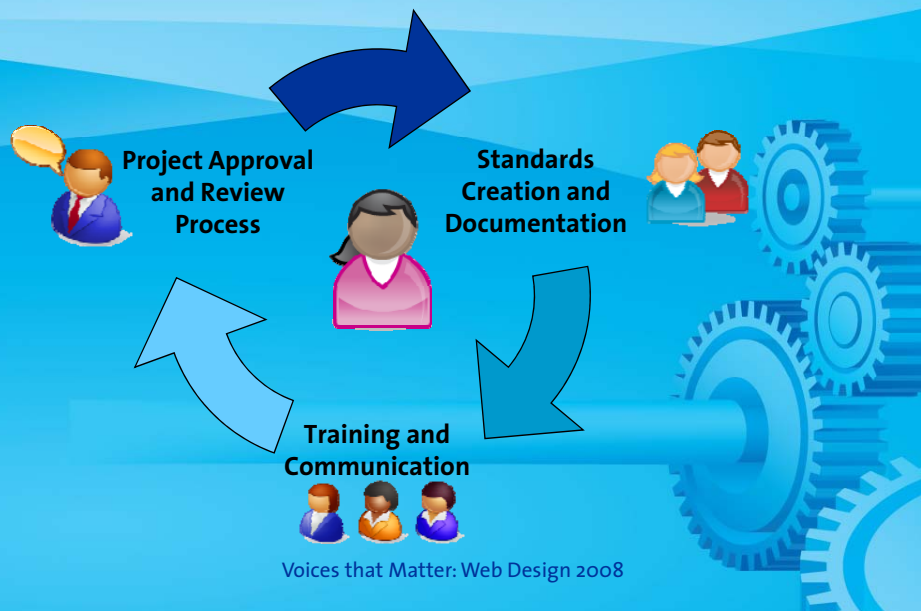 Project Approval
and Review
Process
Standards
Creation and
Documentation
Training and
Communication
Voices that Matter: Web Design 2008